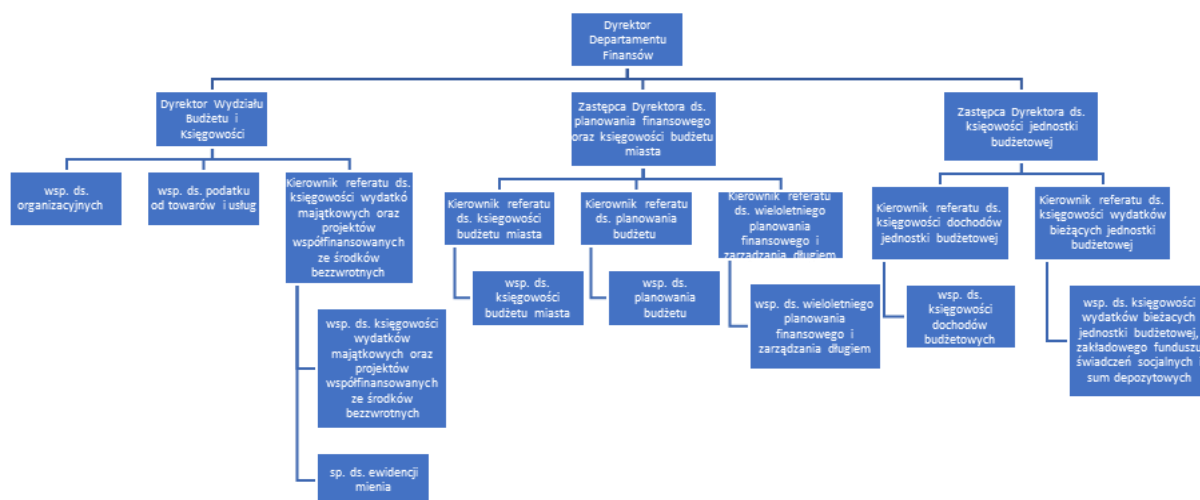 Dyrektor
Departamentu
Finansów
Dyrektor Wydziału
Budżetu i
Księgowości
Zastępca Dyrektora ds.
planowania finansowego
oraz księgowości budżetu
miasta
Zastępca Dyrektora ds.
księowości jednostki
budżetowej
wsp. ds.
organizacyjnych
wsp. ds. podatku
od towarów i usług
Kierownik referatu ds.
księgowości wydatkó
majątkowych oraz
projektów
współfinansowanych
ze środków
bezzwrotnych
Kierownik referatu
ds. księgowości
budżetu miasta
Kierownik referatu
ds. planowania
budżetu
Kierownik referatu
ds. wieloletniego
planowania
finansowego i
zarządzania długiem
Kierownik referatu ds.
księgowości dochodów
jednostki budżetowej
Kierownik referatu ds.
księgowości wydatków
bieżących jednostki
budżetowej
wsp. ds. księgowości
wydatków
majątkowych oraz
projektów
współfinansowanych
ze środków
bezzwrotnych
sp. ds. ewidencji
mienia
wsp. ds.
księgowości
budżetu miasta
wsp. ds.
planowania
budżetu
wsp. ds. wieloletniego
planowania
finansowego i
zarządzania długiem
wsp. ds.
księgowości
dochodów
budżetowych
wsp. ds. księgowości
wydatków bieżacych
jednostki budżetowej,
zakładowego funduszu
świadczeń socjalnych i
sum depozytowych